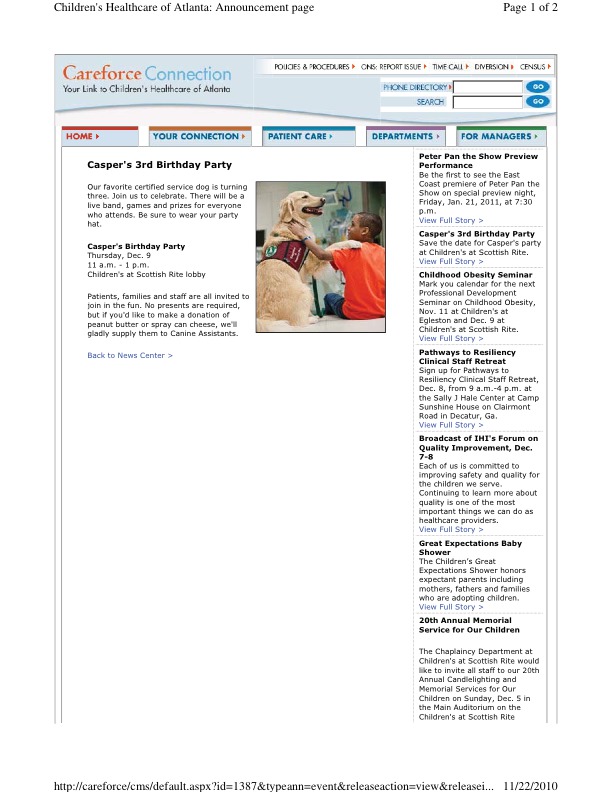 Children's Healthcare of Atlanta: Announcement page
Page 1 of 2
Careforce Connection
Your Link to Children's Healthcare of Atlanta
POLICIES & PROCEDURES
ONS: REPORT ISSUE
TIME CALL
DIVERSION
CENSUS
PHONE DIRECTORY
GO
SEARCH
GO
HOME
YOUR CONNECTION
PATIENT CARE
DEPARTMENTS
FOR MANAGERS
Casper's 3rd Birthday Party
Our favorite certified service dog is turning
three. Join us to celebrate. There will be a
live band, games and prizes for everyone
who attends. Be sure to wear your party
hat.
Casper's Birthday Party
Thursday, Dec. 9
11 a.m. - 1 p.m.
Children's at Scottish Rite lobby
Patients, families and staff are all invited to
join in the fun. No presents are required,
but if you'd like to make a donation of
peanut butter or spray can cheese, we'll
gladly supply them to Canine Assistants.
Back to News Center >
Peter Pan the Show Preview
Performance
Be the first to see the East
Coast premiere of Peter Pan the
Show on special preview night,
Friday, Jan. 21, 2011, at 7:30
p.m.
View Full Story >
Casper's 3rd Birthday Party
Save the date for Casper's party
at Children's at Scottish Rite.
View Full Story >
Childhood Obesity Seminar
Mark you calendar for the next
Professional Development
Seminar on Childhood Obesity,
Nov. 11 at Children's at
Egleston and Dec. 9 at
Children's at Scottish Rite.
View Full Story >
Pathways to Resiliency
Clinical Staff Retreat
Sign up for Pathways to
Resiliency Clinical Staff Retreat,
Dec. 8, from 9 a.m.-4 p.m. at
the Sally J Hale Center at Camp
Sunshine House on Clairmont
Road in Decatur, Ga.
View Full Story >
Broadcast of IHI's Forum on
Quality Improvement, Dec.
7-8
Each of us is committed to
improving safety and quality for
the children we serve.
Continuing to learn more about
quality is one of the most
important things we can do as
healthcare providers.
View Full Story >
Great Expectations Baby
Shower
The Children's Great
Expectations Shower honors
expectant parents including
mothers, fathers and families
who are adopting children.
View Full Story >
20th Annual Memorial
Service for Our Children
The Chaplaincy Department at
Children's at Scottish Rite would
like to invite all staff to our 20th
Annual Candlelighting and
Memorial Services for Our
Children on Sunday, Dec. 5 in
the Main Auditorium on the
Children's at Scottish Rite
http://careforce/cms/default.aspx?id=1387&typeann=event&releaseaction=view&releasei...
11/22/2010